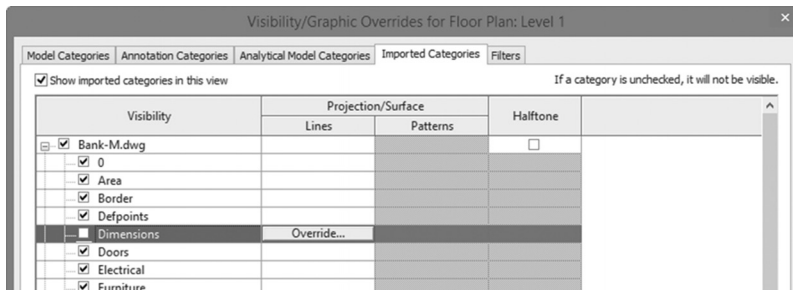 Visibility/Graphic Overrides for Floor Plan: Level 1
×
Model Categories Annotation Categories Analytical Model Categories Imported Categories Filters
Show imported categories in this view If a category is unchecked, it will not be visible.
Visibility Projection/Surface Halftone
Lines Patterns
Bank-M.dwg
0
Area
Border
Defpoints
Dimensions Override...
Doors
Electrical
Furniture